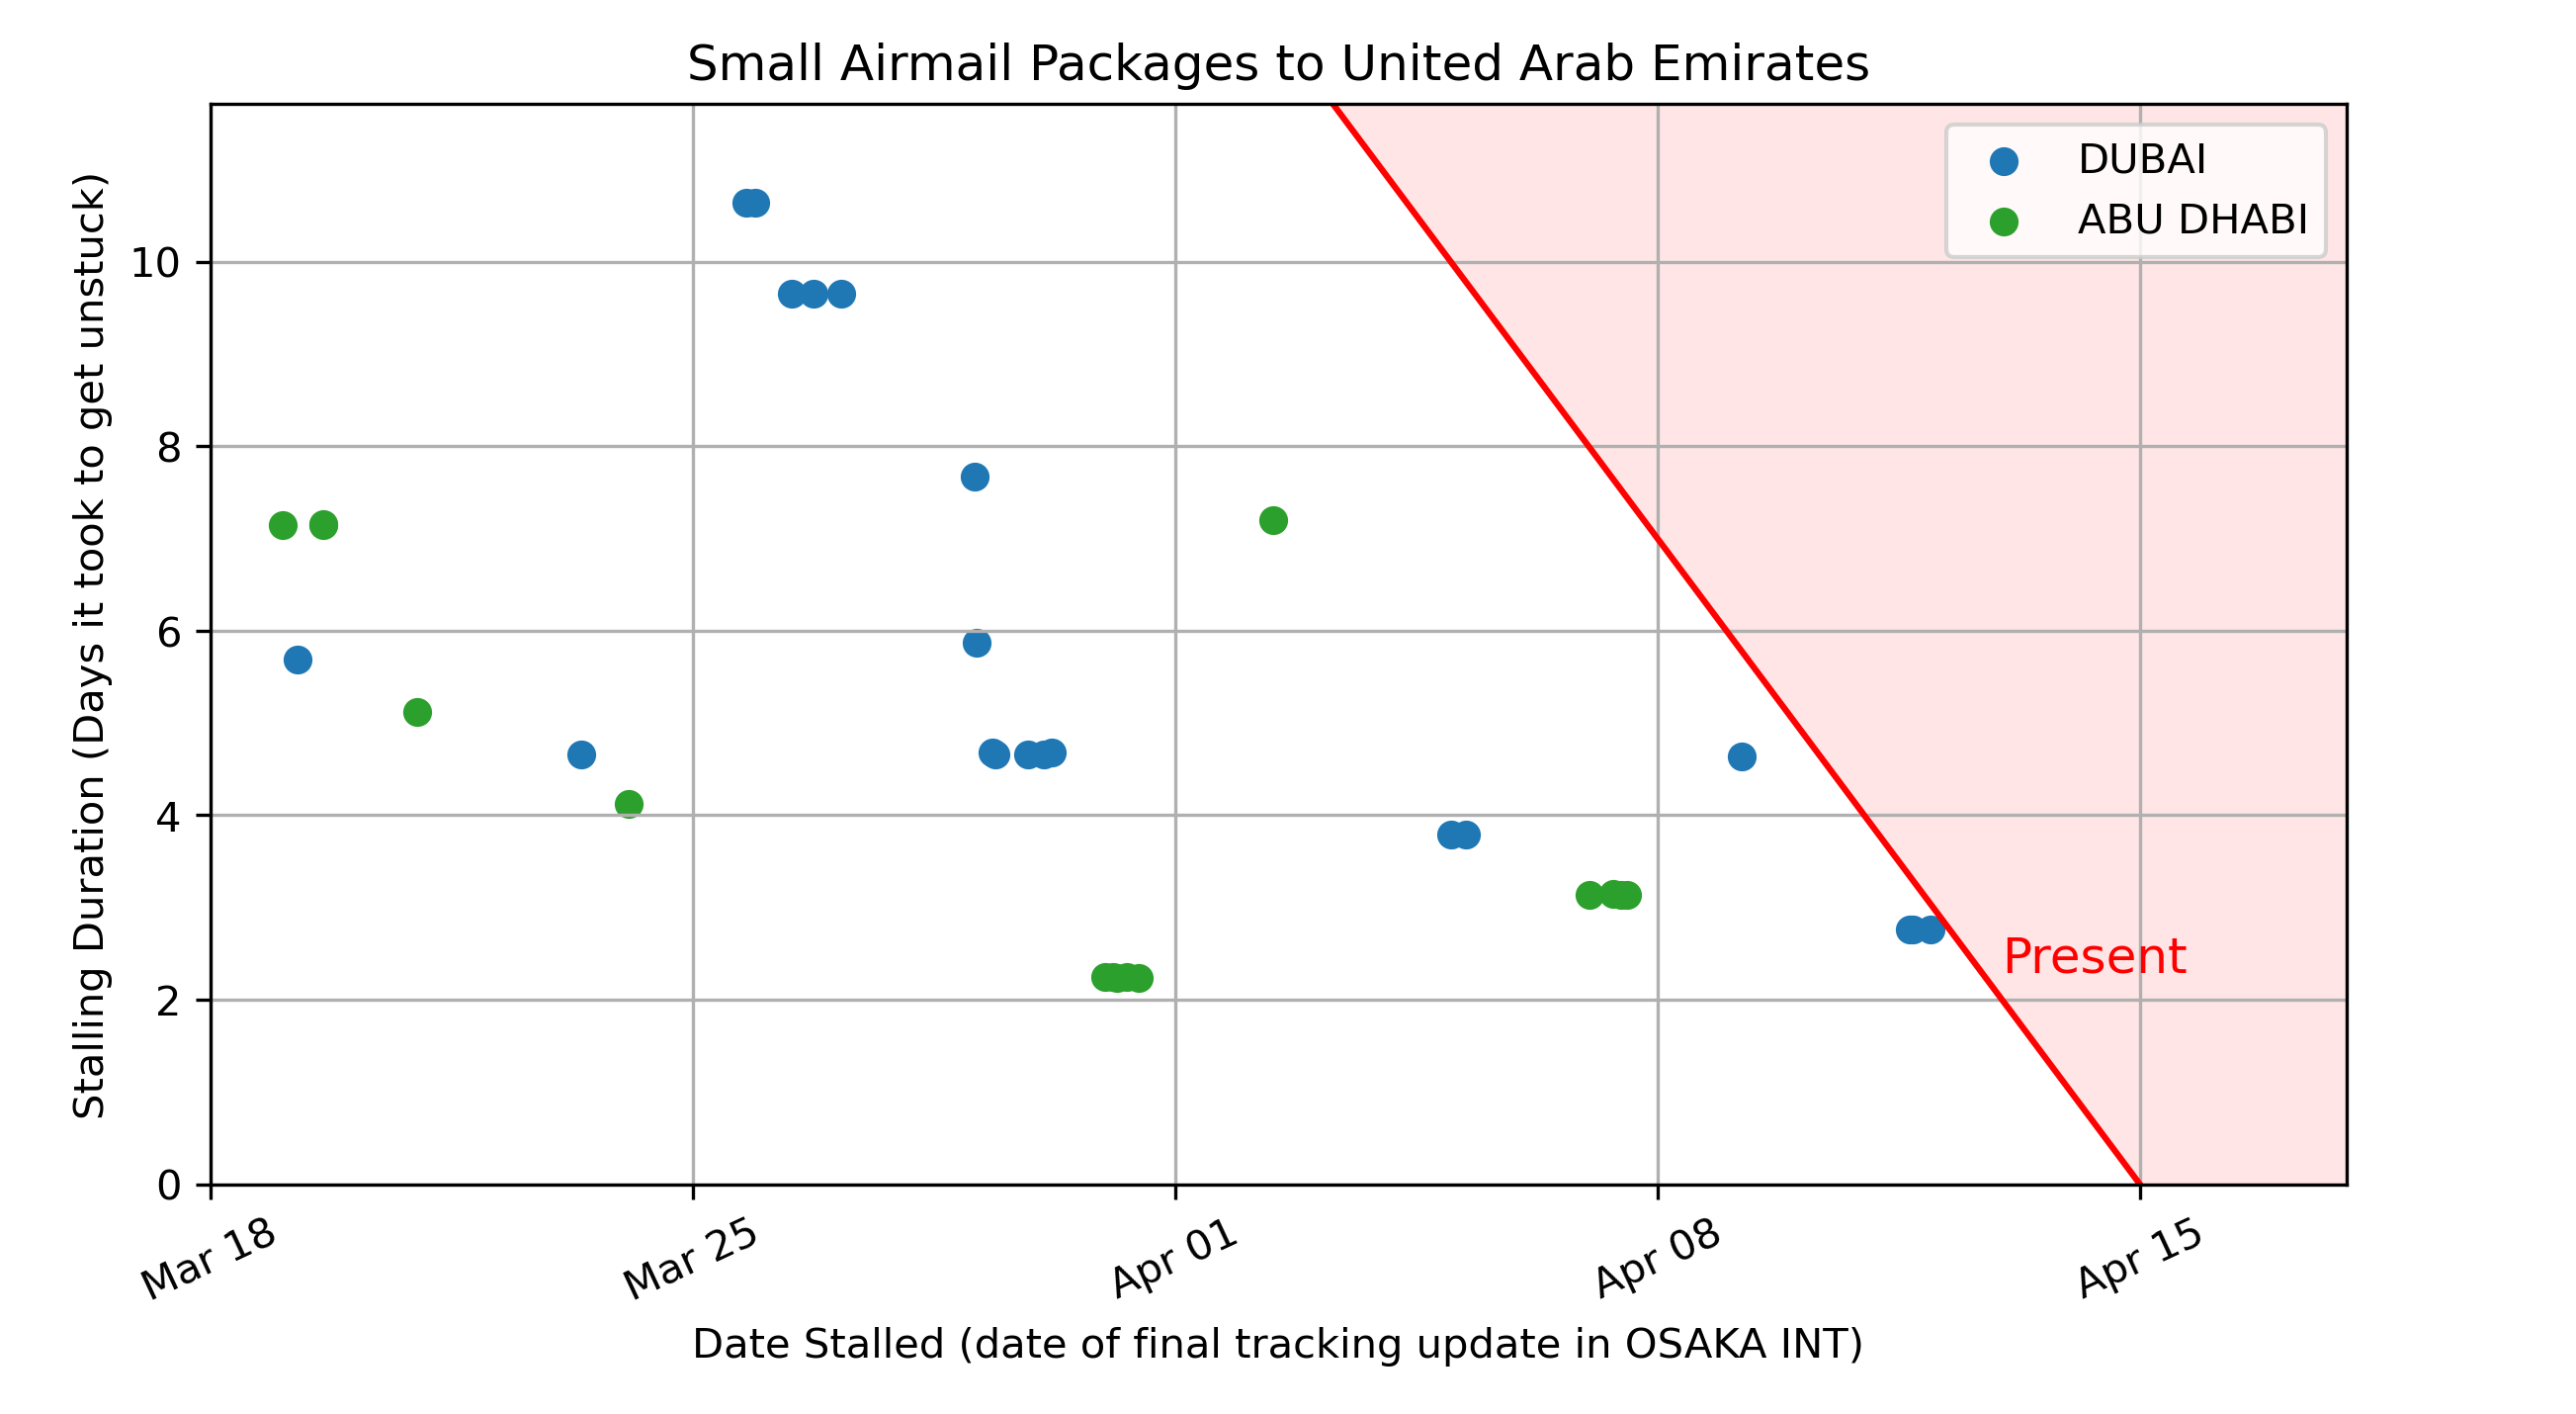 Small Airmail Packages to United Arab Emirates
DUBAI
ABU DHABI
Present
Stalling Duration (Days it took to get unstuck)
10
8
6
4
2
0
Mar 18
Mar 25
Apr 01
Apr 08
Apr 15
Date Stalled (date of final tracking update in OSAKA INT)